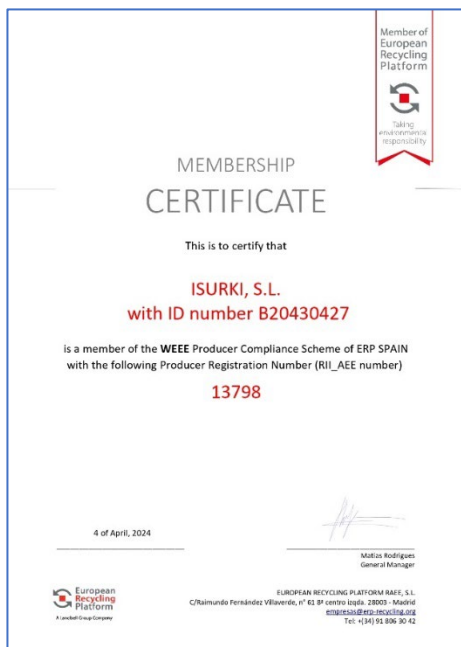 Member of
European
Recycling
Platform
Taking
environmental
responsibility
MEMBERSHIP
CERTIFICATE
This is to certify that
ISURKI, S.L.
with ID number B20430427
is a member of the WEEE Producer Compliance Scheme of ERP SPAIN
with the following Producer Registration Number (RII_AEE number)
13798
4 of April, 2024
Matias Rodrigues
General Manager
European
Recycling
Platform
A Landbell Group Company
EUROPEAN RECYCLING PLATFORM RAEE, S.L.
C/Raimundo Fernández Villaverde, nº 61 8ª centro izqda. 28003 - Madrid
empresas@erp-recycling.org
Tel: +(34) 91 806 30 42